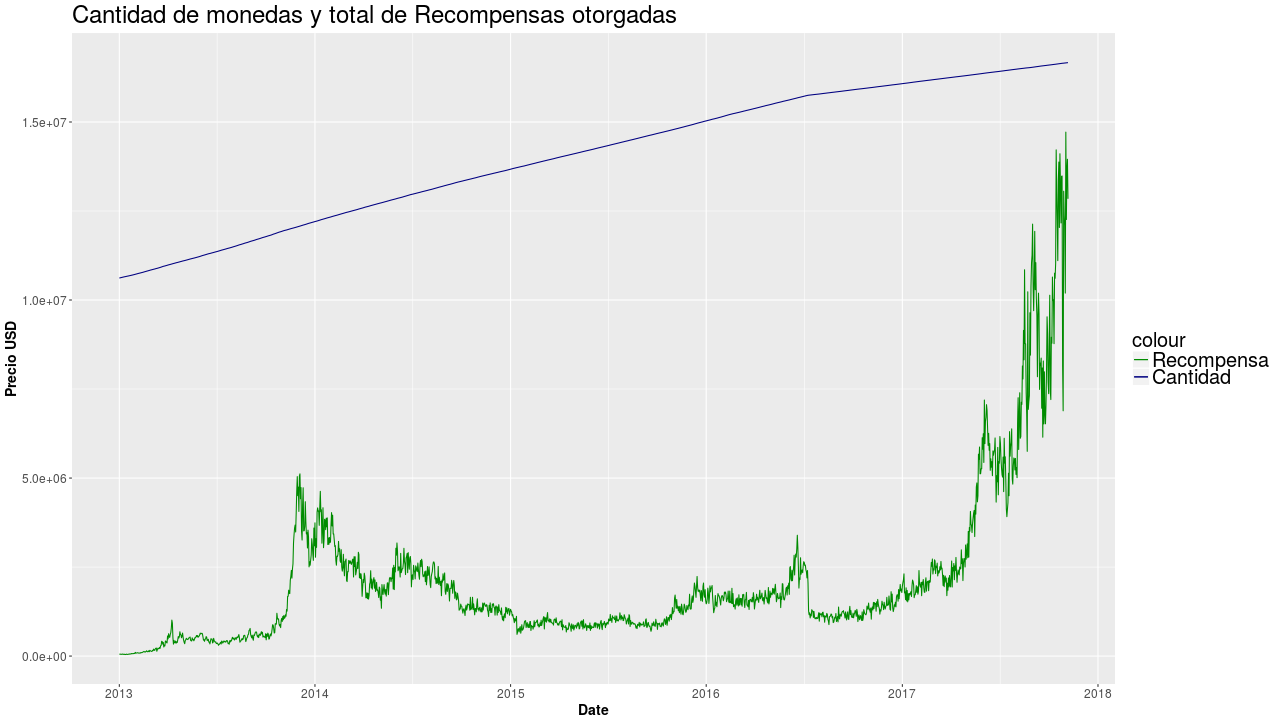 Cantidad de monedas y total de Recompensas otorgadas
1.5e+07
1.0e+07
5.0e+06
0.0e+00
Precio USD
2013 2014 2015 2016 2017 2018
Date
colour
Recompensa
Cantidad